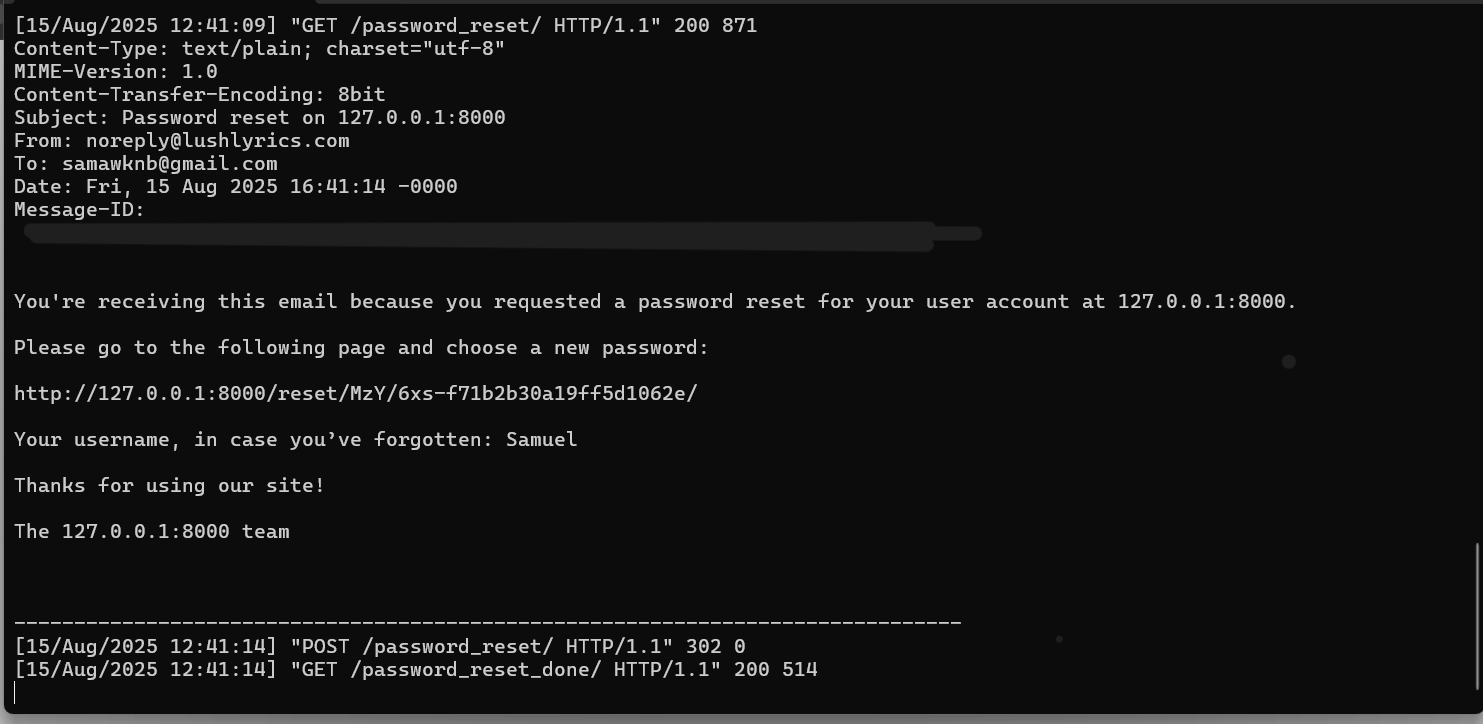 [15/Aug/2025 12:41:09] "GET /password_reset/ HTTP/1.1" 200 871
Content-Type: text/plain; charset="utf-8"
MIME-Version: 1.0
Content-Transfer-Encoding: 8bit
Subject: Password reset on 127.0.0.1:8000
From: noreply@lushlyrics.com
To: samawknb@gmail.com
Date: Fri, 15 Aug 2025 16:41:14 -0000
Message-ID:
You're receiving this email because you requested a password reset for your user account at 127.0.0.1:8000.
Please go to the following page and choose a new password:
http://127.0.0.1:8000/reset/MzY/6xs-f71b2b30a19ff5d1062e/
Your username, in case you’ve forgotten: Samuel
Thanks for using our site!
The 127.0.0.1:8000 team
-------------------------------------------------------------------------------
[15/Aug/2025 12:41:14] "POST /password_reset/ HTTP/1.1" 302 0
[15/Aug/2025 12:41:14] "GET /password_reset_done/ HTTP/1.1" 200 514